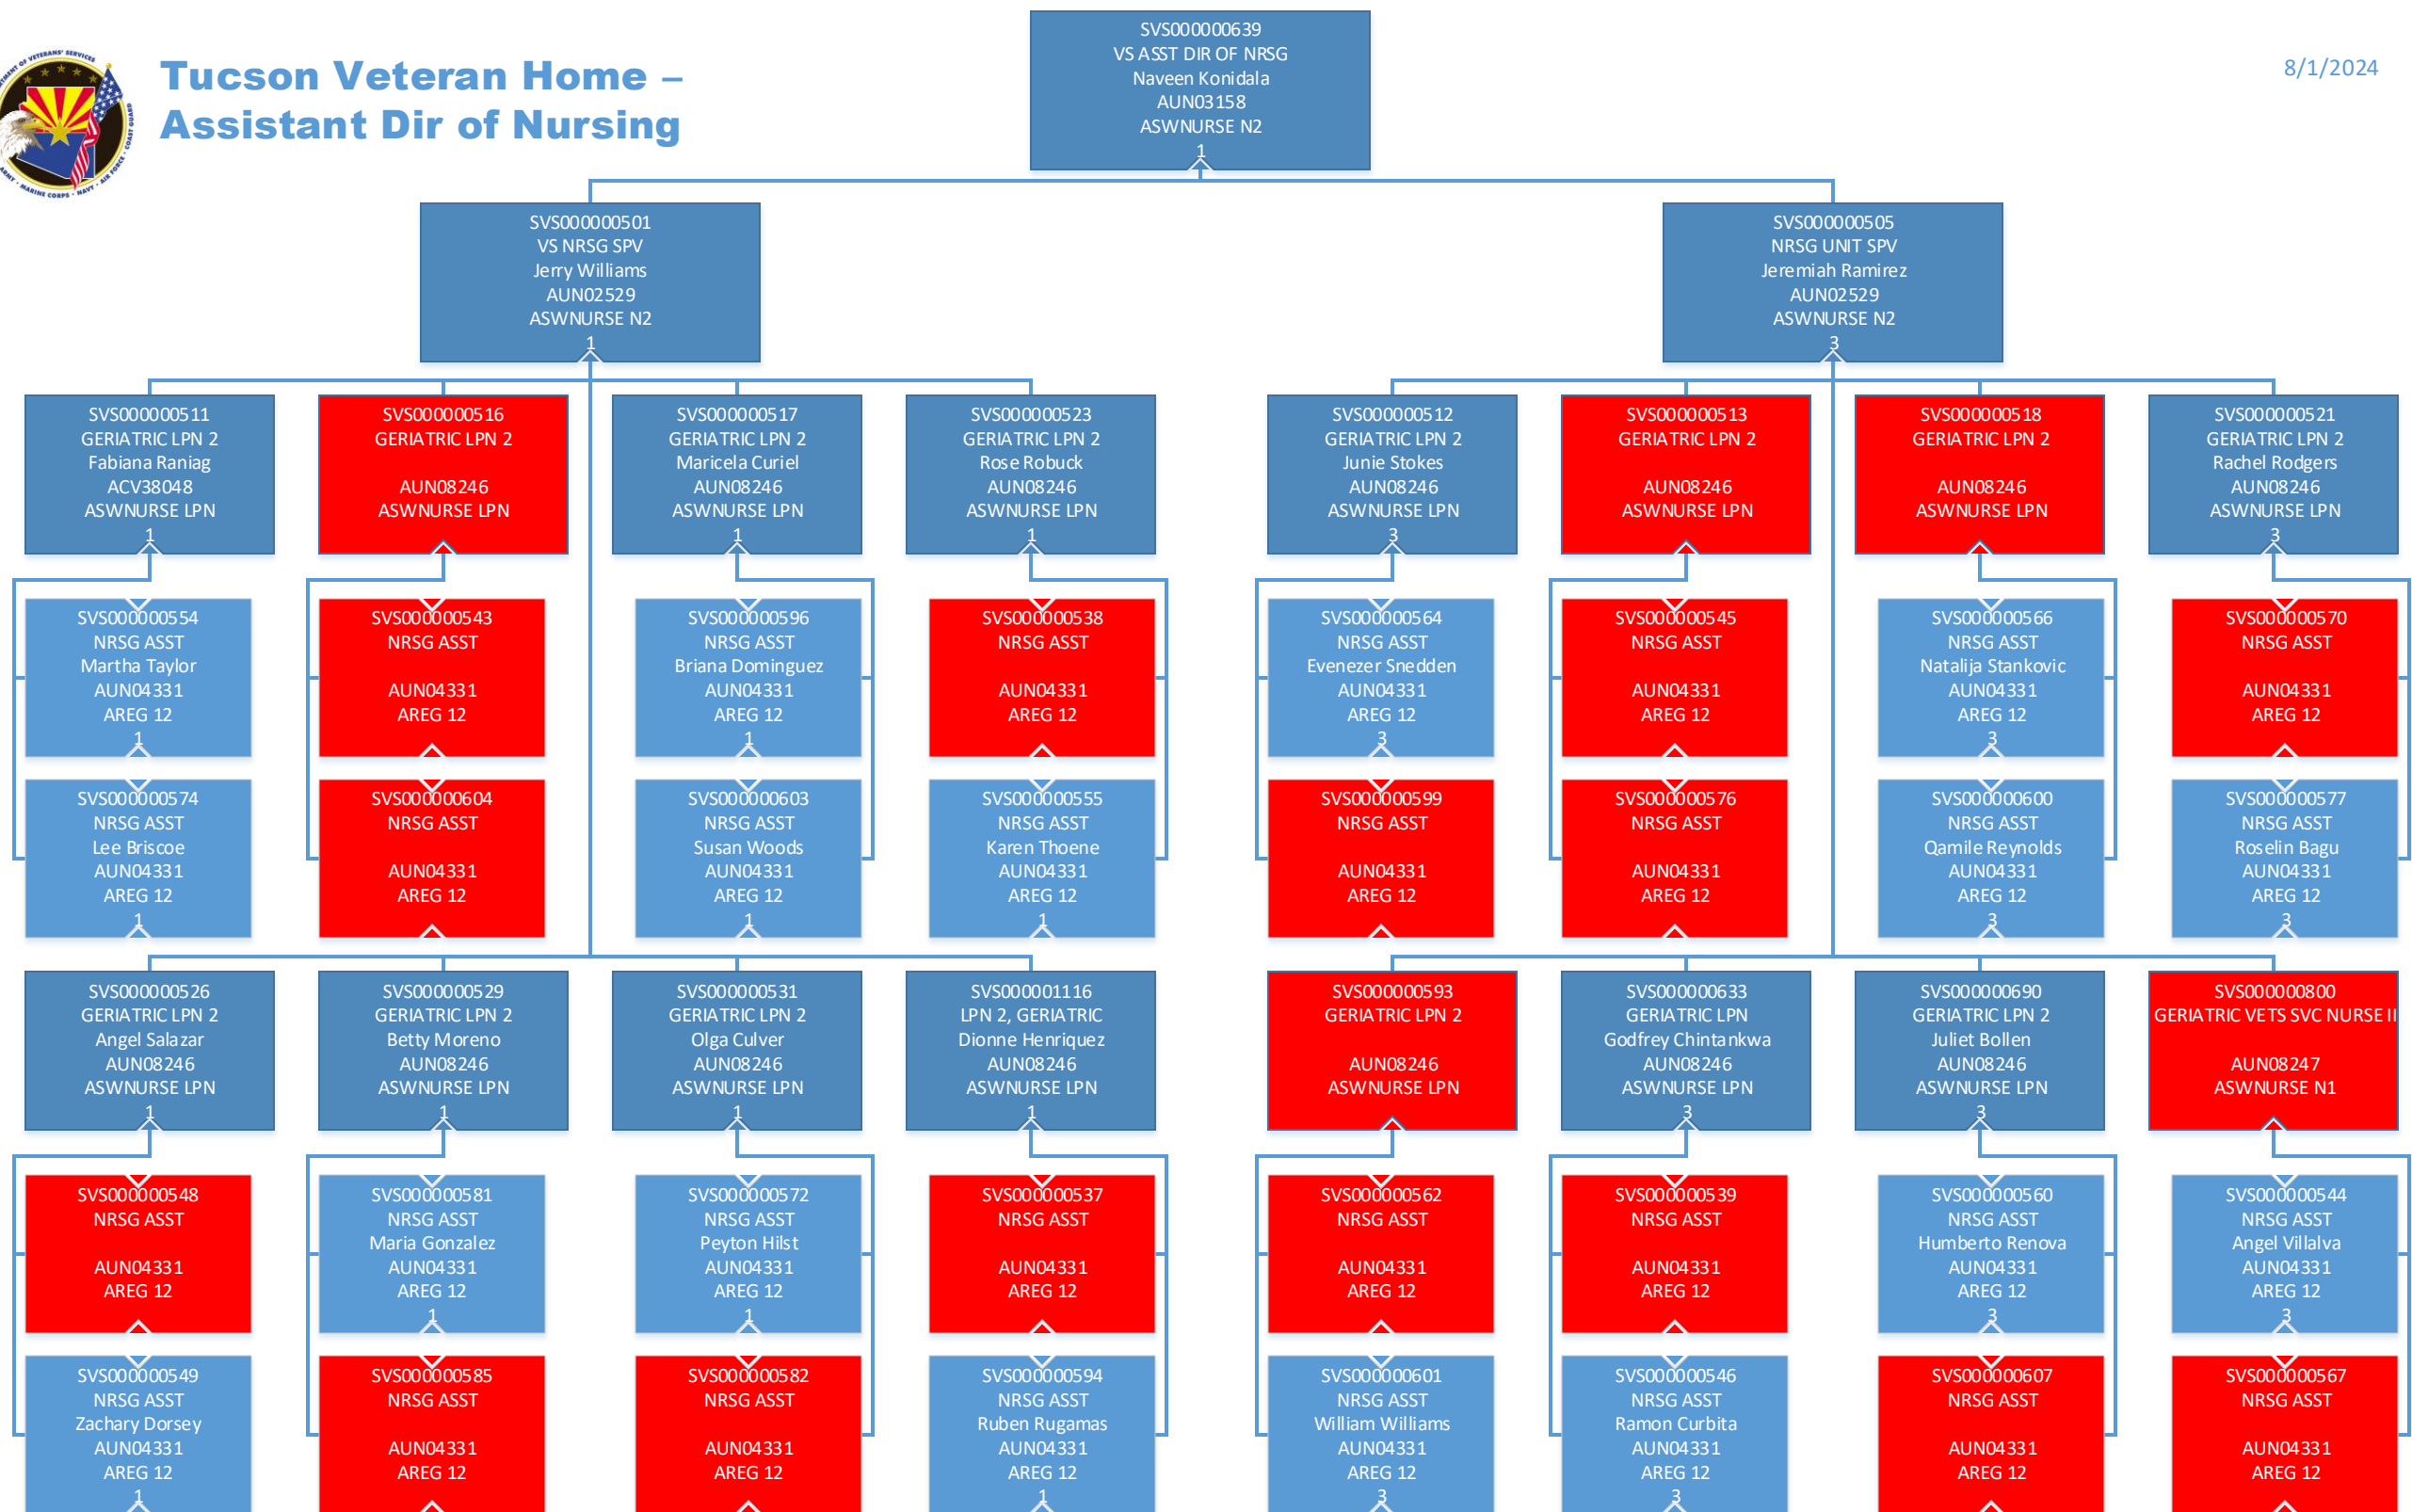 Tucson Veteran Home –
Assistant Dir of Nursing
8/1/2024
SVS000000639
VS ASST DIR OF NRSG
Naveen Konidala
AUN03158
ASWNURSE N2
1
SVS000000501
VS NRSG SPV
Jerry Williams
AUN02529
ASWNURSE N2
1
SVS000000505
NRSG UNIT SPV
Jeremiah Ramirez
AUN02529
ASWNURSE N2
3
SVS000000511
GERIATRIC LPN 2
Fabiana Raniag
ACV38048
ASWNURSE LPN
1
SVS000000516
GERIATRIC LPN 2
AUN08246
ASWNURSE LPN
SVS000000517
GERIATRIC LPN 2
Maricela Curiel
AUN08246
ASWNURSE LPN
1
SVS000000523
GERIATRIC LPN 2
Rose Robuck
AUN08246
ASWNURSE LPN
1
SVS000000512
GERIATRIC LPN 2
Junie Stokes
AUN08246
ASWNURSE LPN
3
SVS000000513
GERIATRIC LPN 2
AUN08246
ASWNURSE LPN
SVS000000518
GERIATRIC LPN 2
AUN08246
ASWNURSE LPN
SVS000000521
GERIATRIC LPN 2
Rachel Rodgers
AUN08246
ASWNURSE LPN
3
SVS000000554
NRSG ASST
Martha Taylor
AUN04331
AREG 12
1
SVS000000543
NRSG ASST
AUN04331
AREG 12
SVS000000596
NRSG ASST
Briana Dominguez
AUN04331
AREG 12
1
SVS000000538
NRSG ASST
AUN04331
AREG 12
SVS000000564
NRSG ASST
Evenezer Snedden
AUN04331
AREG 12
3
SVS000000545
NRSG ASST
AUN04331
AREG 12
SVS000000566
NRSG ASST
Natalija Stankovic
AUN04331
AREG 12
3
SVS000000570
NRSG ASST
AUN04331
AREG 12
SVS000000574
NRSG ASST
Lee Briscoe
AUN04331
AREG 12
1
SVS000000604
NRSG ASST
AUN04331
AREG 12
SVS000000603
NRSG ASST
Susan Woods
AUN04331
AREG 12
1
SVS000000555
NRSG ASST
Karen Thoene
AUN04331
AREG 12
1
SVS000000599
NRSG ASST
AUN04331
AREG 12
SVS000000576
NRSG ASST
AUN04331
AREG 12
SVS000000600
NRSG ASST
Qamile Reynolds
AUN04331
AREG 12
3
SVS000000577
NRSG ASST
Roselin Bagu
AUN04331
AREG 12
3
SVS000000526
GERIATRIC LPN 2
Angel Salazar
AUN08246
ASWNURSE LPN
1
SVS000000529
GERIATRIC LPN 2
Betty Moreno
AUN08246
ASWNURSE LPN
1
SVS000000531
GERIATRIC LPN 2
Olga Culver
AUN08246
ASWNURSE LPN
1
SVS000001116
LPN 2, GERIATRIC
Dionne Henriquez
AUN08246
ASWNURSE LPN
1
SVS000000593
GERIATRIC LPN 2
AUN08246
ASWNURSE LPN
SVS000000633
GERIATRIC LPN
Godfrey Chintankwa
AUN08246
ASWNURSE LPN
3
SVS000000690
GERIATRIC LPN 2
Juliet Bollen
AUN08246
ASWNURSE LPN
3
SVS000000800
GERIATRIC VETS SVC NURSE II
AUN08247
ASWNURSE N1
SVS000000548
NRSG ASST
AUN04331
AREG 12
SVS000000581
NRSG ASST
Maria Gonzalez
AUN04331
AREG 12
1
SVS000000572
NRSG ASST
Peyton Hilst
AUN04331
AREG 12
1
SVS000000537
NRSG ASST
AUN04331
AREG 12
SVS000000562
NRSG ASST
AUN04331
AREG 12
SVS000000539
NRSG ASST
AUN04331
AREG 12
SVS000000560
NRSG ASST
Humberto Renova
AUN04331
AREG 12
3
SVS000000544
NRSG ASST
Angel Villalva
AUN04331
AREG 12
3
SVS000000549
NRSG ASST
Zachary Dorsey
AUN04331
AREG 12
1
SVS000000585
NRSG ASST
AUN04331
AREG 12
SVS000000582
NRSG ASST
AUN04331
AREG 12
SVS000000594
NRSG ASST
Ruben Rugamas
AUN04331
AREG 12
1
SVS000000601
NRSG ASST
William Williams
AUN04331
AREG 12
3
SVS000000546
NRSG ASST
Ramon Curbita
AUN04331
AREG 12
3
SVS000000607
NRSG ASST
AUN04331
AREG 12
SVS000000567
NRSG ASST
AUN04331
AREG 12